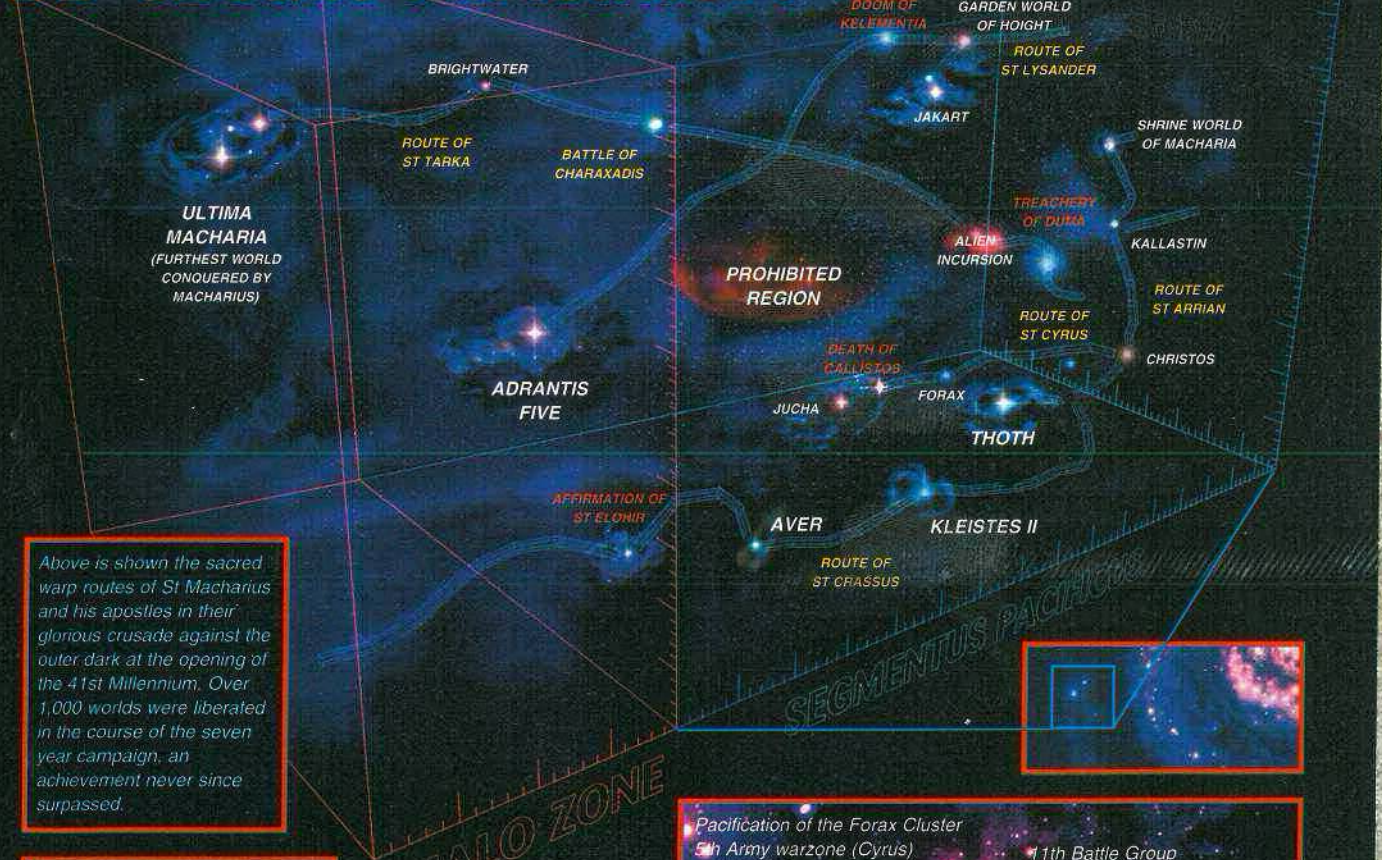 DOOM OF
KELEMENTIA
GARDEN WORLD
OF HOIGHT
ROUTE OF
ST LYSANDER
BRIGHTWATER
JAKART
SHRINE WORLD
OF MACHARIA
ROUTE OF
ST TARKA
BATTLE OF
CHARAXADIS
ULTIMA
MACHARIA
(FURTHEST WORLD
CONQUERED BY
MACHARIUS)
TREACHERY
OF DUMA
KALLASTIN
ALIEN
INCURSION
PROHIBITED
REGION
ROUTE OF
ST ARRIAN
ROUTE OF
ST CYRUS
DEATH OF
CALLISTOS
CHRISTOS
ADRANTIS
FIVE
JUCHA
FORAX
THOTH
AFFIRMATION OF
ST ELOHIR
AVER
KLEISTES II
ROUTE OF
ST CRASSUS
SEGMENTUS PACIFICUS
Above is shown the sacred
warp routes of St Macharius
and his apostles in their
glorious crusade against the
outer dark at the opening of
the 41st Millennium. Over
1,000 worlds were liberated
in the course of the seven
year campaign, an
achievement never since
surpassed.
ALO ZONE
Pacification of the Forax Cluster
5th Army warzone (Cyrus)
11th Battle Group